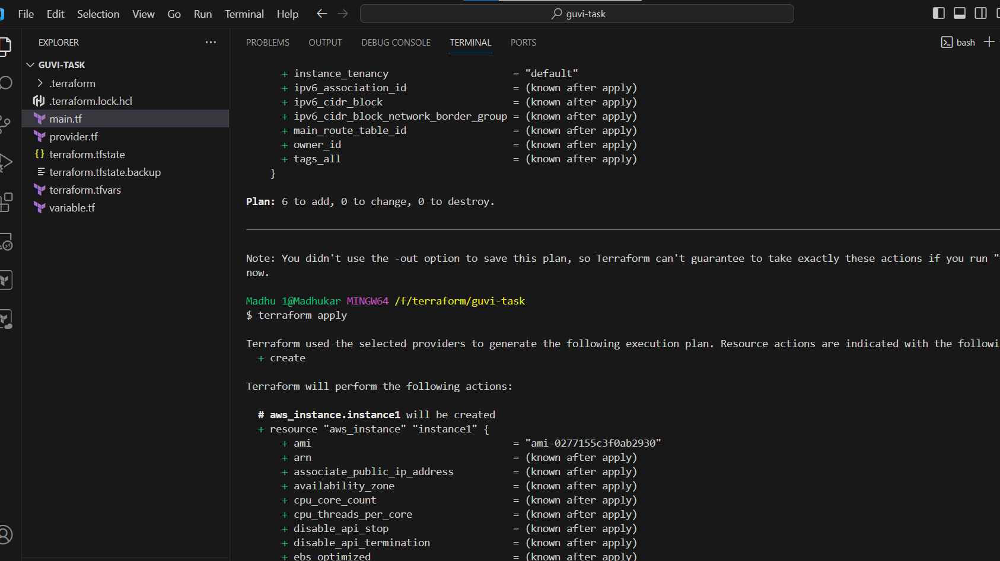 File Edit Selection View Go Run Terminal Help
guvi-task
EXPLORER
GUVI-TASK
.terraform
.terraform.lock.hcl
main.tf
provider.tf
terraform.tfstate
terraform.tfstate.backup
terraform.tfvars
variable.tf
PROBLEMS OUTPUT DEBUG CONSOLE TERMINAL PORTS
bash
+ instance_tenancy = "default"
+ ipv6_association_id = (known after apply)
+ ipv6_cidr_block = (known after apply)
+ ipv6_cidr_block_network_border_group = (known after apply)
+ main_route_table_id = (known after apply)
+ owner_id = (known after apply)
+ tags_all = (known after apply)
}
Plan: 6 to add, 0 to change, 0 to destroy.
Note: You didn't use the -out option to save this plan, so Terraform can't guarantee to take exactly these actions if you run "
now.
Madhu 1@Madhukar MINGW64 /f/terraform/guvi-task
$ terraform apply
Terraform used the selected providers to generate the following execution plan. Resource actions are indicated with the followi
+ create
Terraform will perform the following actions:
# aws_instance.instance1 will be created
+ resource "aws_instance" "instance1" {
+ ami = "ami-0277155c3f0ab2930"
+ arn = (known after apply)
+ associate_public_ip_address = (known after apply)
+ availability_zone = (known after apply)
+ cpu_core_count = (known after apply)
+ cpu_threads_per_core = (known after apply)
+ disable_api_stop = (known after apply)
+ disable_api_termination = (known after apply)
+ ebs_optimized = (known after apply)